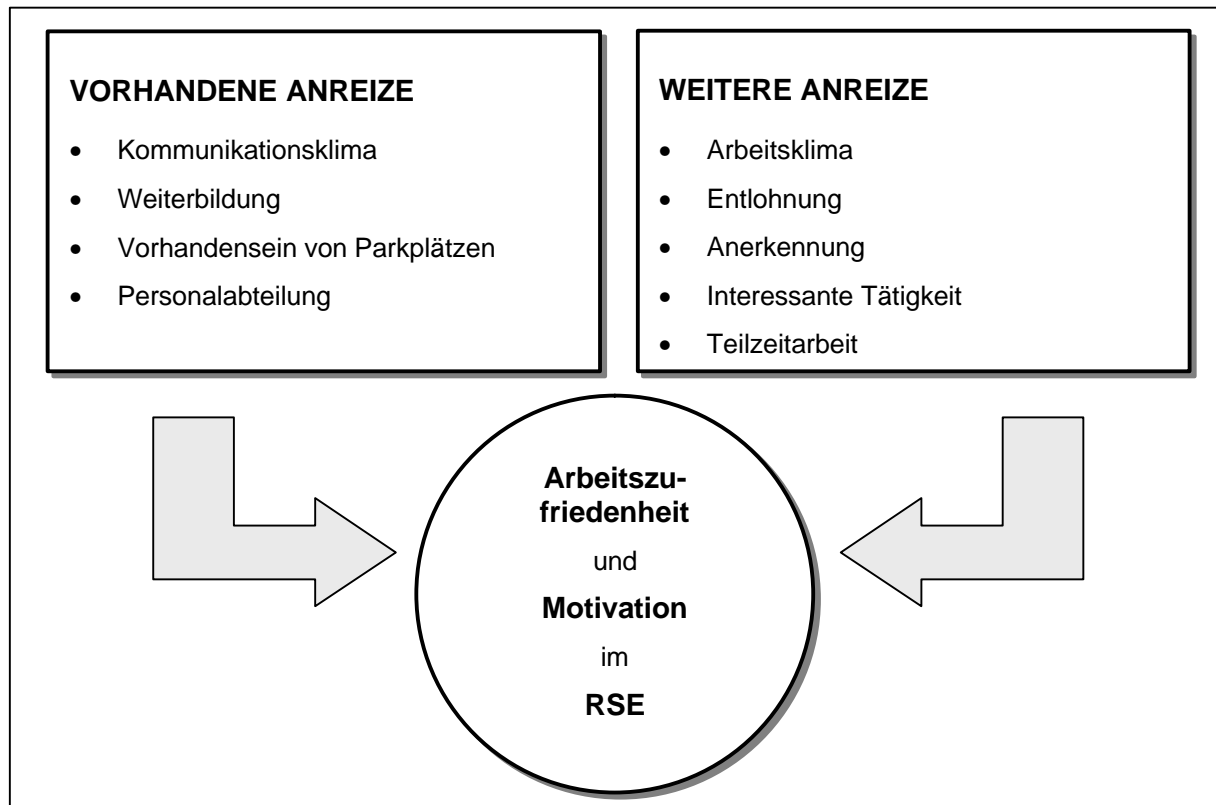 VORHANDENE ANREIZE
• Kommunikationsklima
• Weiterbildung
• Vorhandensein von Parkplätzen
• Personalabteilung
WEITERE ANREIZE
• Arbeitsklima
• Entlohnung
• Anerkennung
• Interessante Tätigkeit
• Teilzeitarbeit
Arbeitszu-
friedenheit
und
Motivation
im
RSE